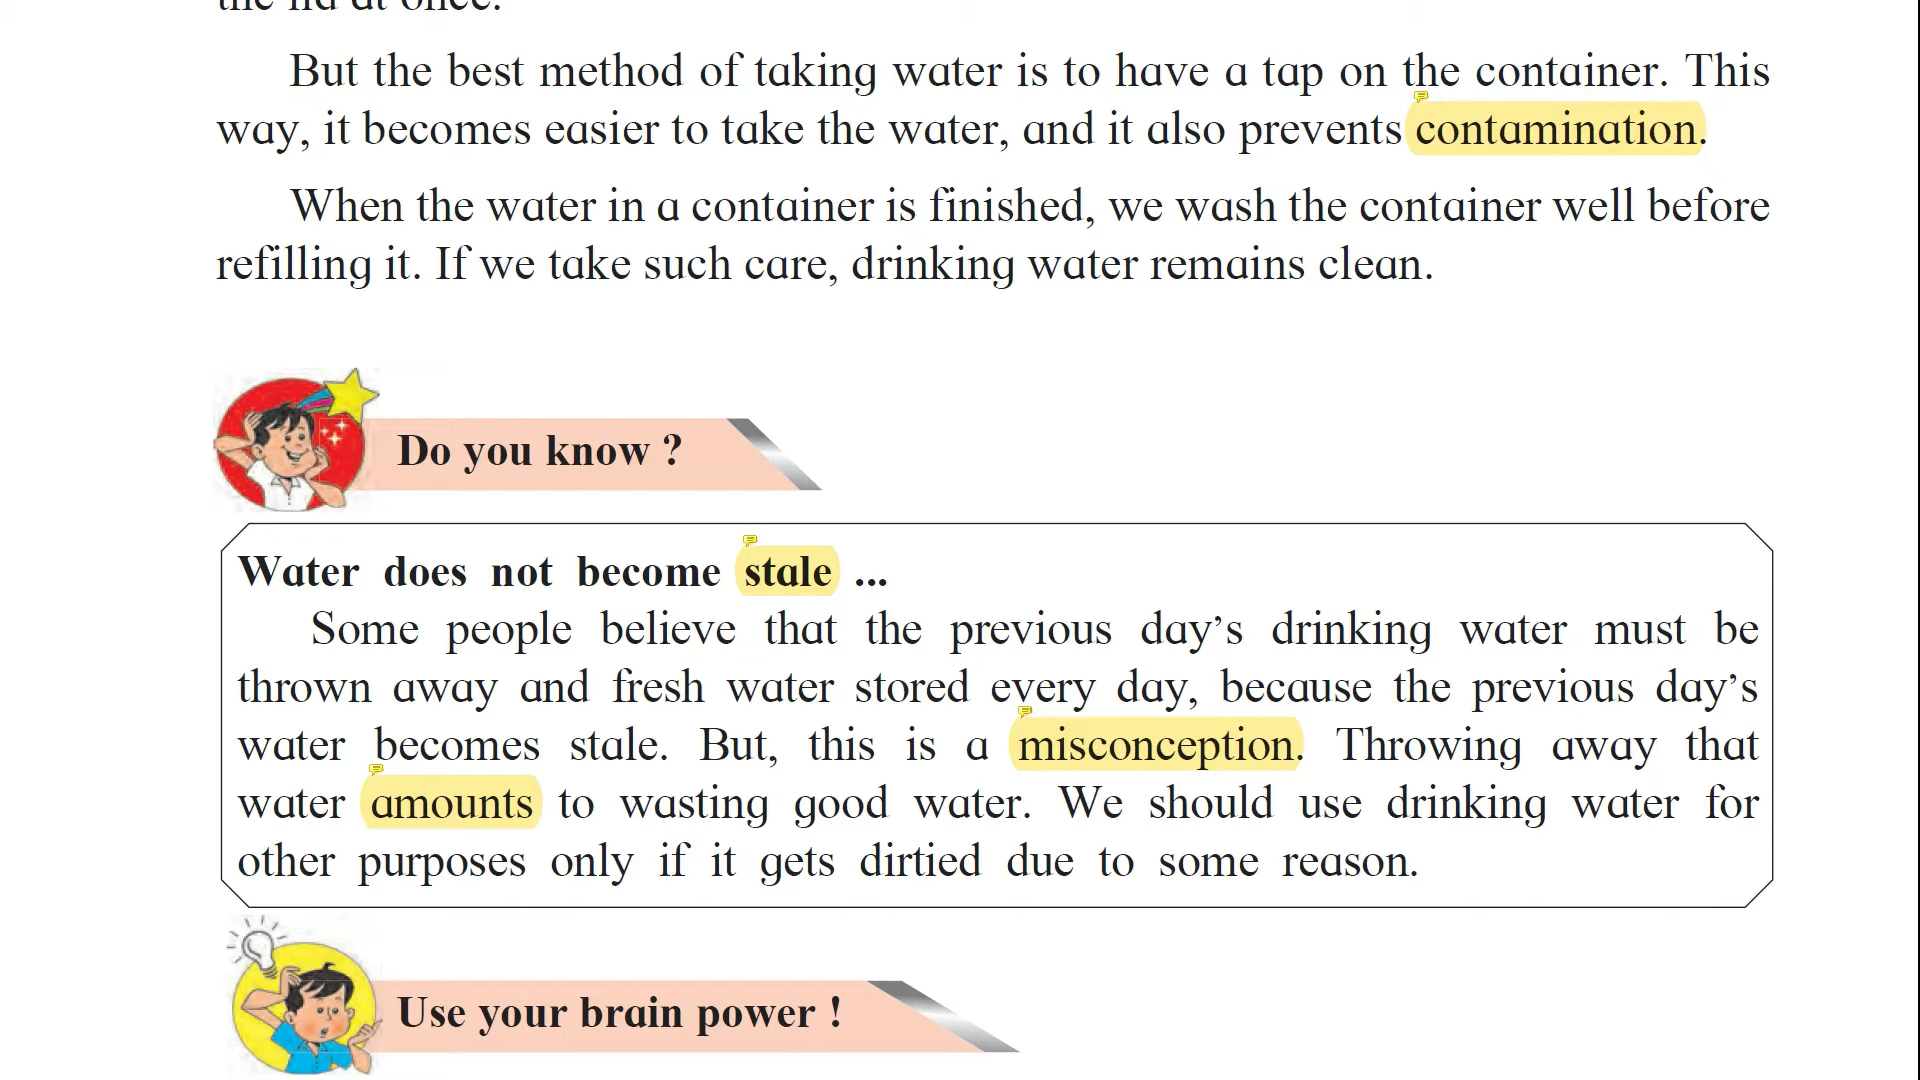 the lid at once.
But the best method of taking water is to have a tap on the container. This
way, it becomes easier to take the water, and it also prevents contamination.
When the water in a container is finished, we wash the container well before
refilling it. If we take such care, drinking water remains clean.
Do you know ?
Water does not become stale ...
Some people believe that the previous day’s drinking water must be
thrown away and fresh water stored every day, because the previous day’s
water becomes stale. But, this is a misconception. Throwing away that
water amounts to wasting good water. We should use drinking water for
other purposes only if it gets dirtied due to some reason.
Use your brain power !